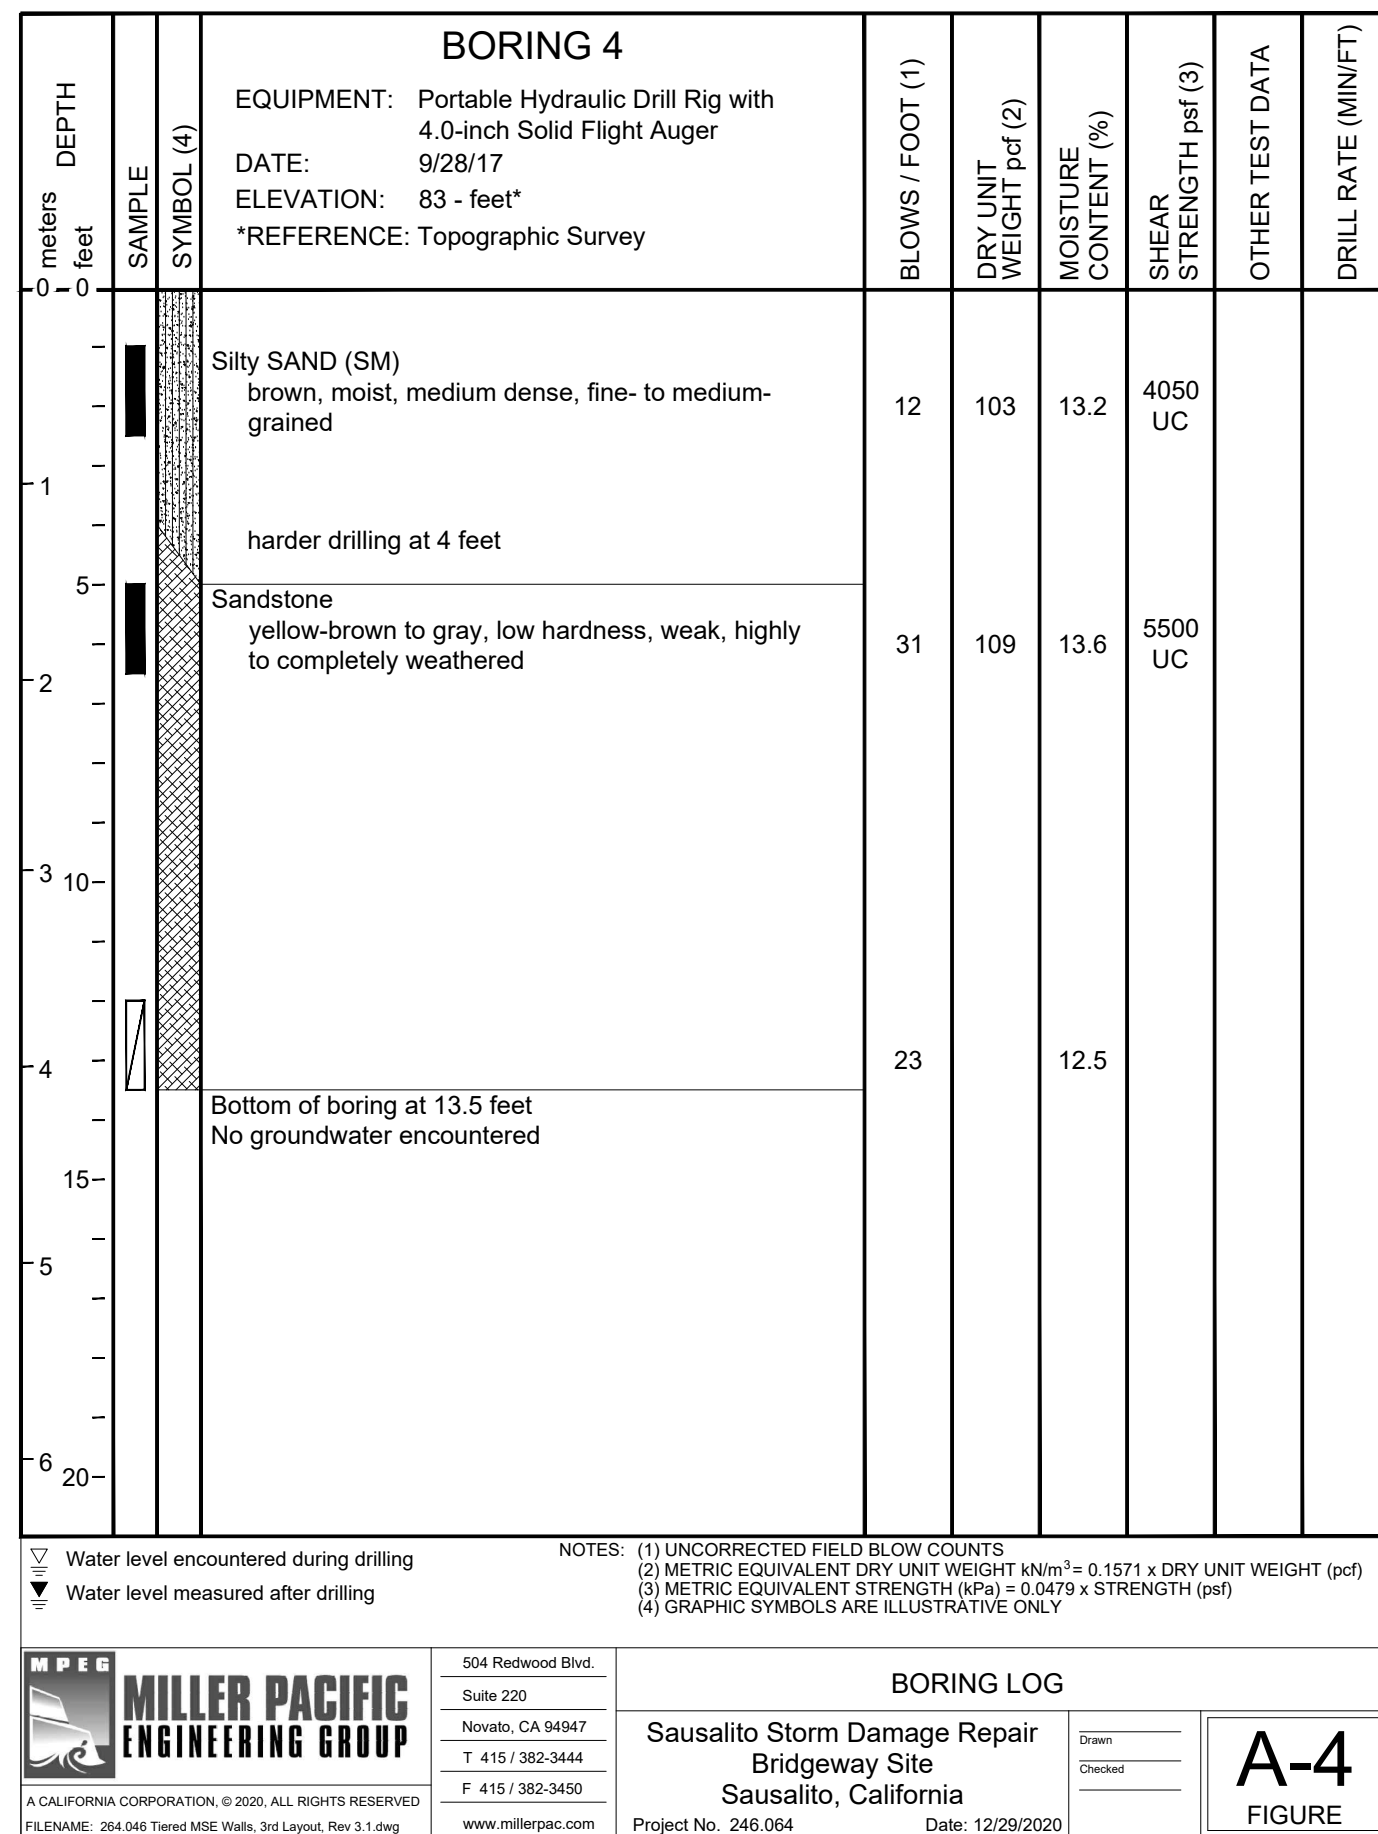 BORING 4
EQUIPMENT: Portable Hydraulic Drill Rig with
4.0-inch Solid Flight Auger
DATE: 9/28/17
ELEVATION: 83 - feet*
*REFERENCE: Topographic Survey
meters DEPTH
feet
SAMPLE
SYMBOL (4)
BLOWS / FOOT (1)
DRY UNIT
WEIGHT pcf (2)
MOISTURE
CONTENT (%)
SHEAR
STRENGTH psf (3)
OTHER TEST DATA
DRILL RATE (MIN/FT)
0 0
Silty SAND (SM)
brown, moist, medium dense, fine- to medium-
grained
12 103 13.2 4050
UC
1
harder drilling at 4 feet
5
Sandstone
yellow-brown to gray, low hardness, weak, highly
to completely weathered
31 109 13.6 5500
UC
2
3 10
4
23 12.5
Bottom of boring at 13.5 feet
No groundwater encountered
15
5
6 20
Water level encountered during drilling
Water level measured after drilling
NOTES: (1) UNCORRECTED FIELD BLOW COUNTS
(2) METRIC EQUIVALENT DRY UNIT WEIGHT kN/m³= 0.1571 x DRY UNIT WEIGHT (pcf)
(3) METRIC EQUIVALENT STRENGTH (kPa) = 0.0479 x STRENGTH (psf)
(4) GRAPHIC SYMBOLS ARE ILLUSTRATIVE ONLY
MPEG
MILLER PACIFIC
ENGINEERING GROUP
A CALIFORNIA CORPORATION, © 2020, ALL RIGHTS RESERVED
FILENAME: 264.046 Tiered MSE Walls, 3rd Layout, Rev 3.1.dwg
504 Redwood Blvd.
Suite 220
Novato, CA 94947
T 415 / 382-3444
F 415 / 382-3450
www.millerpac.com
BORING LOG
Sausalito Storm Damage Repair
Bridgeway Site
Sausalito, California
Project No. 246.064 Date: 12/29/2020
Drawn
Checked
A-4
FIGURE